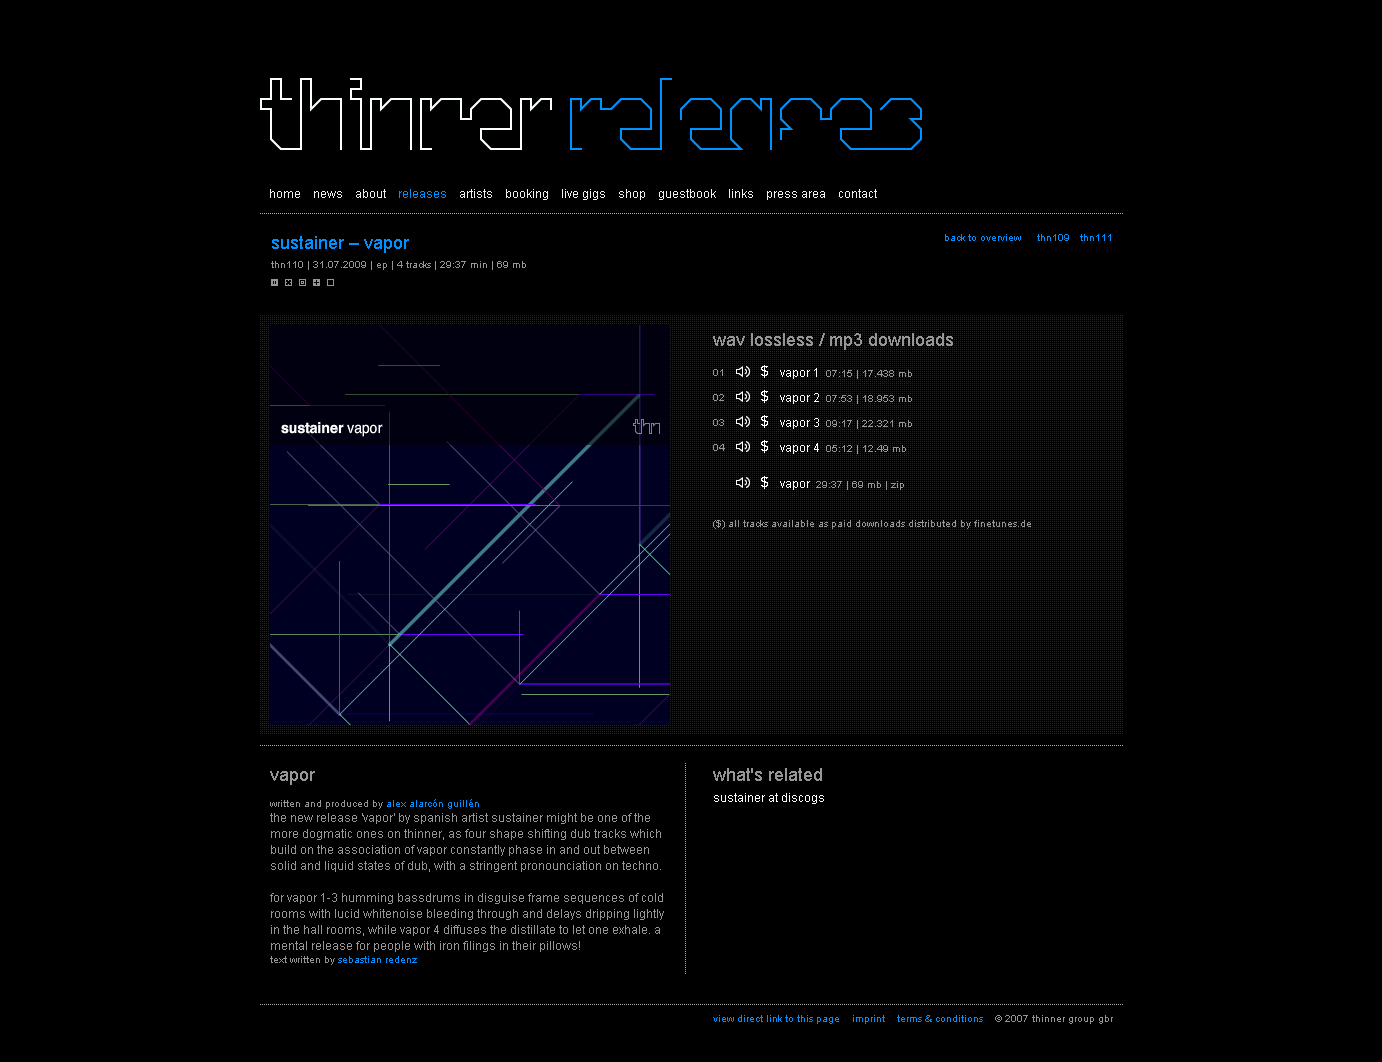 thinner releases
home news about releases artists booking live gigs shop guestbook links press area contact
sustainer – vapor
back to overview thn109 thn111
thn110 | 31.07.2009 | ep | 4 tracks | 29:37 min | 69 mb
sustainer vapor
thn
wav lossless / mp3 downloads
01 $ vapor 1 07:15 | 17.438 mb
02 $ vapor 2 07:53 | 18.953 mb
03 $ vapor 3 09:17 | 22.321 mb
04 $ vapor 4 05:12 | 12.49 mb
$ vapor 29:37 | 69 mb | zip
($) all tracks available as paid downloads distributed by finetunes.de
vapor
written and produced by alex alarcón guillén
the new release 'vapor' by spanish artist sustainer might be one of the
more dogmatic ones on thinner, as four shape shifting dub tracks which
build on the association of vapor constantly phase in and out between
solid and liquid states of dub, with a stringent pronounciation on techno.
for vapor 1-3 humming bassdrums in disguise frame sequences of cold
rooms with lucid whitenoise bleeding through and delays dripping lightly
in the hall rooms, while vapor 4 diffuses the distillate to let one exhale. a
mental release for people with iron filings in their pillows!
text written by sebastian redenz
what's related
sustainer at discogs
view direct link to this page imprint terms & conditions © 2007 thinner group gbr